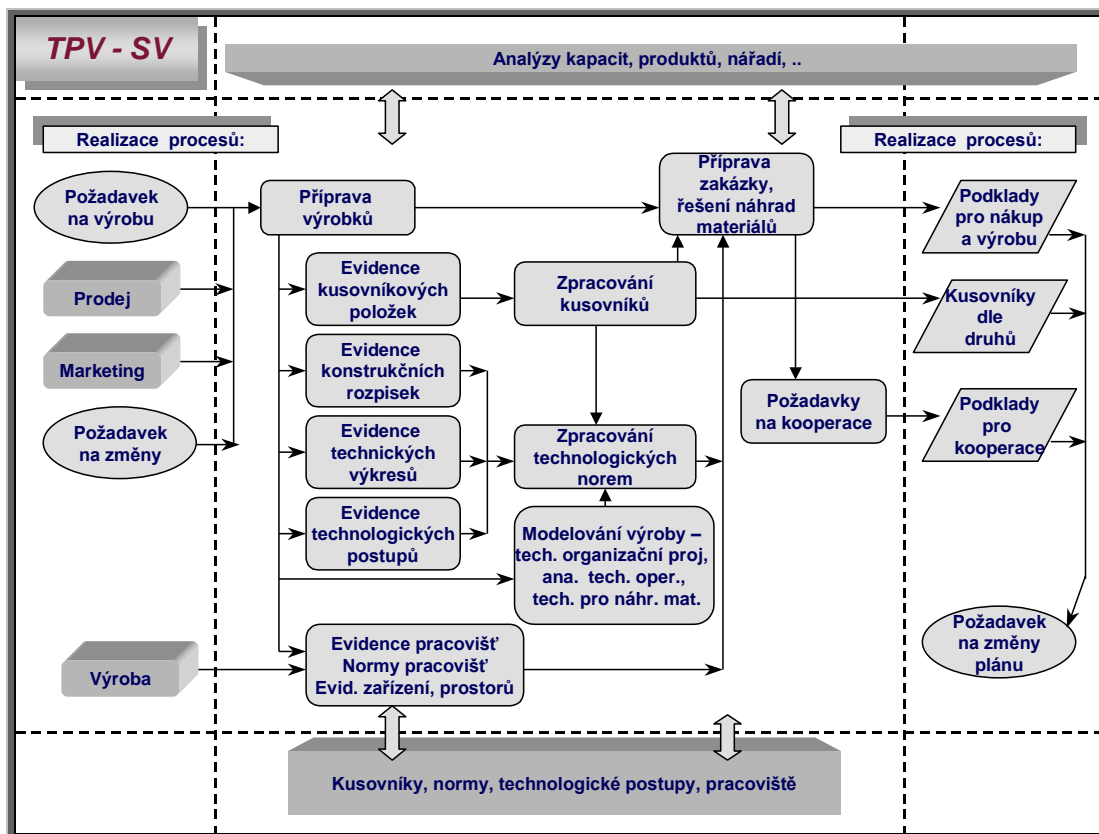 TPV - SV
Analýzy kapacit, produktů, nářadí, ..
Realizace procesů:
Realizace procesů:
Požadavek
na výrobu
Prodej
Marketing
Požadavek
na změny
Výroba
Příprava
výrobků
Evidence
kusovníkových
položek
Evidence
konstrukčních
rozpisek
Evidence
technických
výkresů
Evidence
technologických
postupů
Evidence pracovišť
Normy pracovišť
Evid. zařízení, prostorů
Zpracování
kusovníků
Zpracování
technologických
norem
Modelování výroby –
tech. organizační proj,
ana. tech. oper.,
tech. pro náhr. mat.
Příprava
zakázky,
řešení náhrad
materiálů
Požadavky
na kooperace
Podklady
pro nákup
a výrobu
Kusovníky
dle
druhů
Podklady
pro
kooperace
Požadavek
na změny
plánu
Kusovníky, normy, technologické postupy, pracoviště